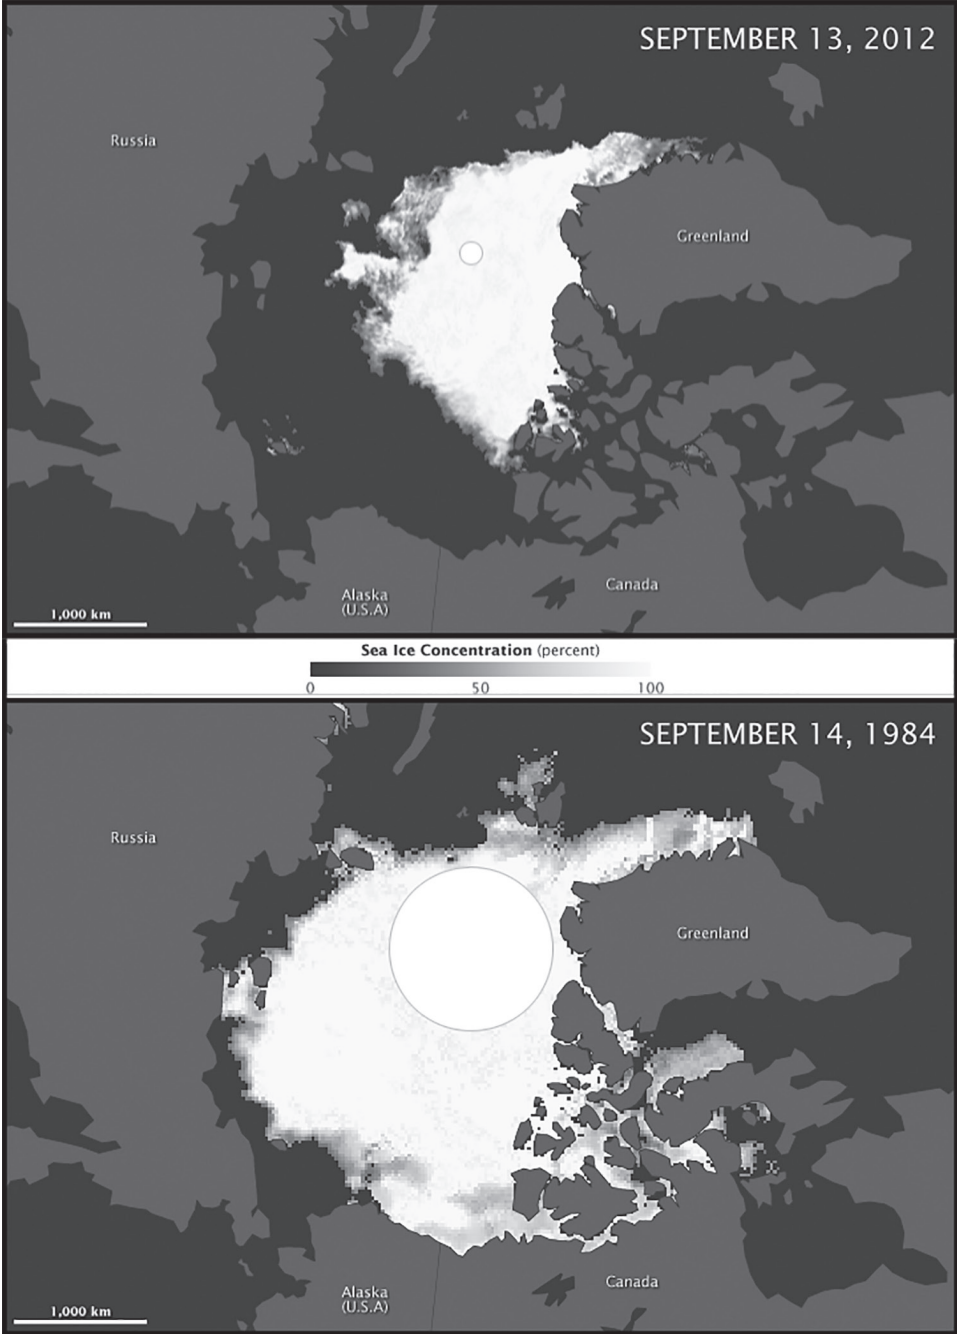 SEPTEMBER 13, 2012
Russia
Greenland
Alaska
(U.S.A)
Canada
1,000 km
Sea Ice Concentration (percent)
0 50 100
SEPTEMBER 14, 1984
Russia
Greenland
Alaska
(U.S.A)
Canada
1,000 km